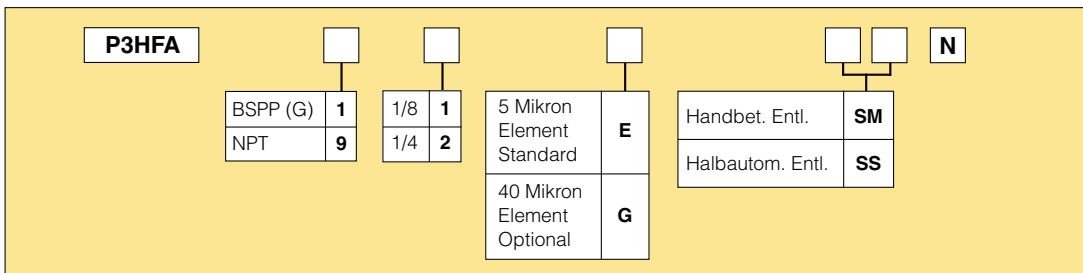 P3HFA N
BSPP (G) 1
NPT 9
1/8 1
1/4 2
5 Mikron
Element
Standard
E
40 Mikron
Element
Optional
G
Handbet. Entl. SM
Halbautom. Entl. SS